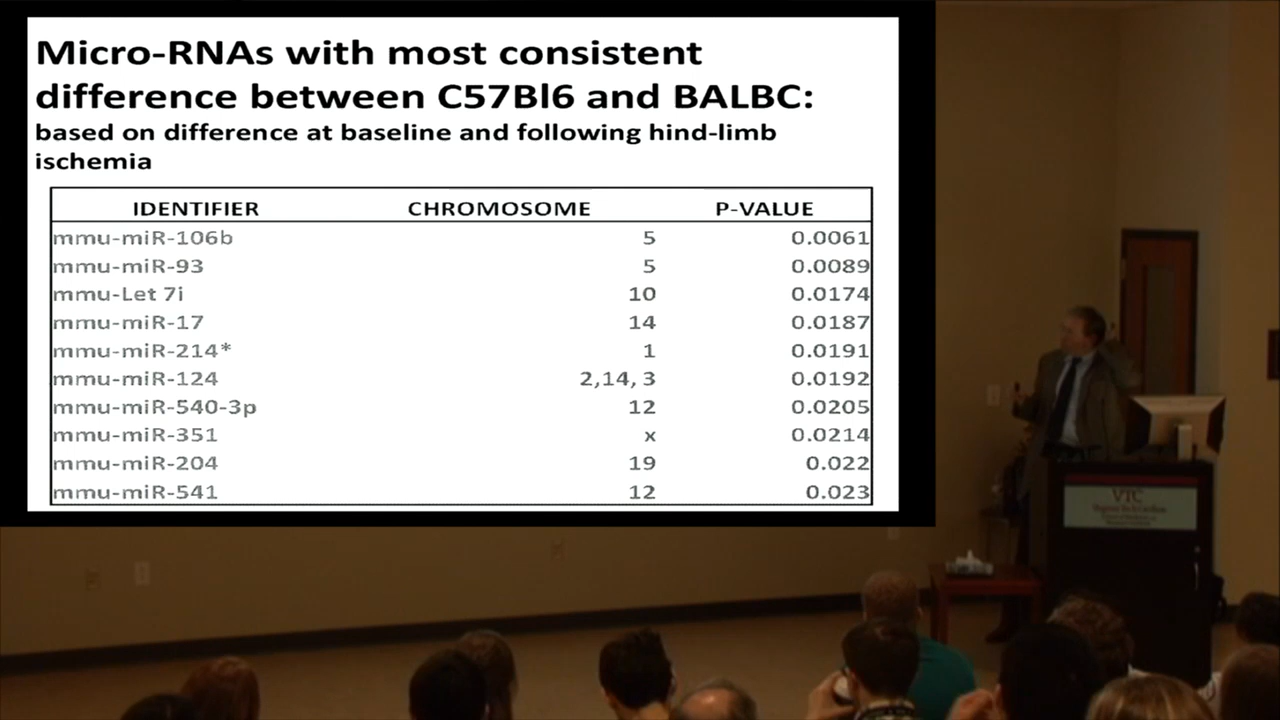 Micro-RNAs with most consistent
difference between C57Bl6 and BALBC:
based on difference at baseline and following hind-limb
ischemia
IDENTIFIER CHROMOSOME P-VALUE
mmu-miR-106b 5 0.0061
mmu-miR-93 5 0.0089
mmu-Let 7i 10 0.0174
mmu-miR-17 14 0.0187
mmu-miR-214* 1 0.0191
mmu-miR-124 2,14, 3 0.0192
mmu-miR-540-3p 12 0.0205
mmu-miR-351 x 0.0214
mmu-miR-204 19 0.022
mmu-miR-541 12 0.023
VTC